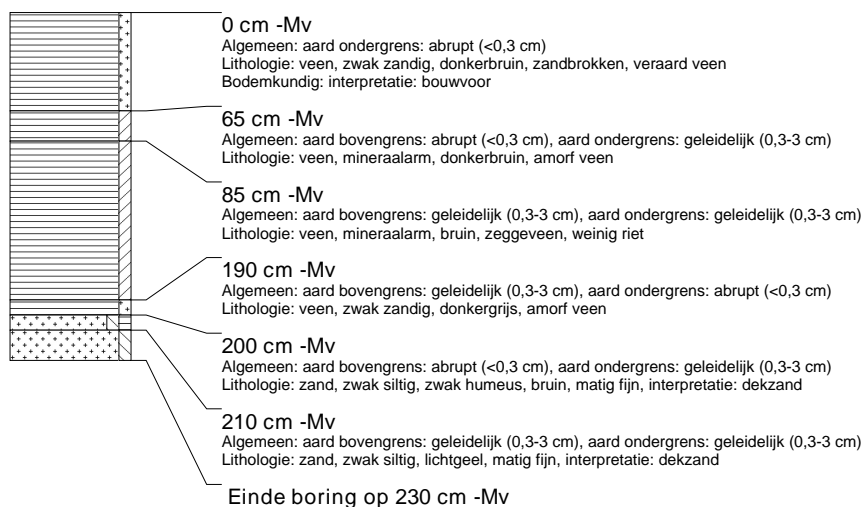 0 cm -Mv
Algemeen: aard ondergrens: abrupt (<0,3 cm)
Lithologie: veen, zwak zandig, donkerbruin, zandbrokken, veraard veen
Bodemkundig: interpretatie: bouwvoor
65 cm -Mv
Algemeen: aard bovengrens: abrupt (<0,3 cm), aard ondergrens: geleidelijk (0,3-3 cm)
Lithologie: veen, mineraalarm, donkerbruin, amorf veen
85 cm -Mv
Algemeen: aard bovengrens: geleidelijk (0,3-3 cm), aard ondergrens: geleidelijk (0,3-3 cm)
Lithologie: veen, mineraalarm, bruin, zeggeveen, weinig riet
190 cm -Mv
Algemeen: aard bovengrens: geleidelijk (0,3-3 cm), aard ondergrens: abrupt (<0,3 cm)
Lithologie: veen, zwak zandig, donkergrijs, amorf veen
200 cm -Mv
Algemeen: aard bovengrens: abrupt (<0,3 cm), aard ondergrens: geleidelijk (0,3-3 cm)
Lithologie: zand, zwak siltig, zwak humeus, bruin, matig fijn, interpretatie: dekzand
210 cm -Mv
Algemeen: aard bovengrens: geleidelijk (0,3-3 cm), aard ondergrens: geleidelijk (0,3-3 cm)
Lithologie: zand, zwak siltig, lichtgeel, matig fijn, interpretatie: dekzand
Einde boring op 230 cm -Mv